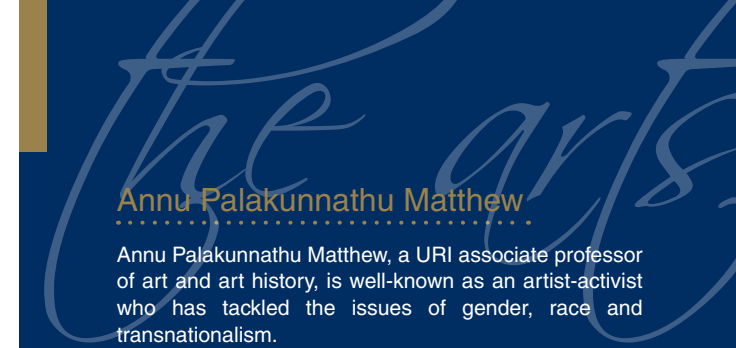 the arts
Annu Palakunnathu Matthew
Annu Palakunnathu Matthew, a URI associate professor
of art and art history, is well-known as an artist-activist
who has tackled the issues of gender, race and
transnationalism.